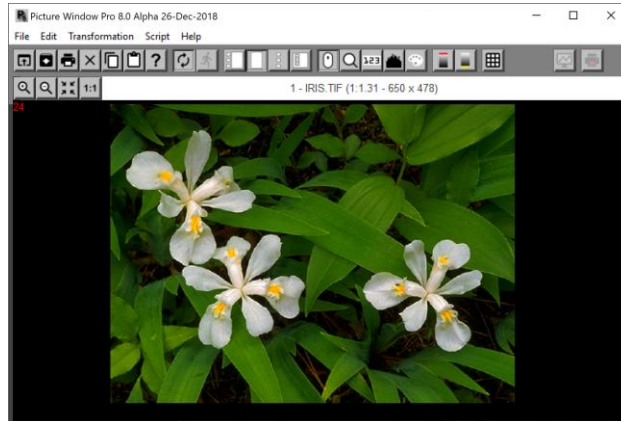 Picture Window Pro 8.0 Alpha 26-Dec-2018
File Edit Transformation Script Help
? 123
1:1 1 - IRIS.TIF (1:1.31 - 650 x 478)
24